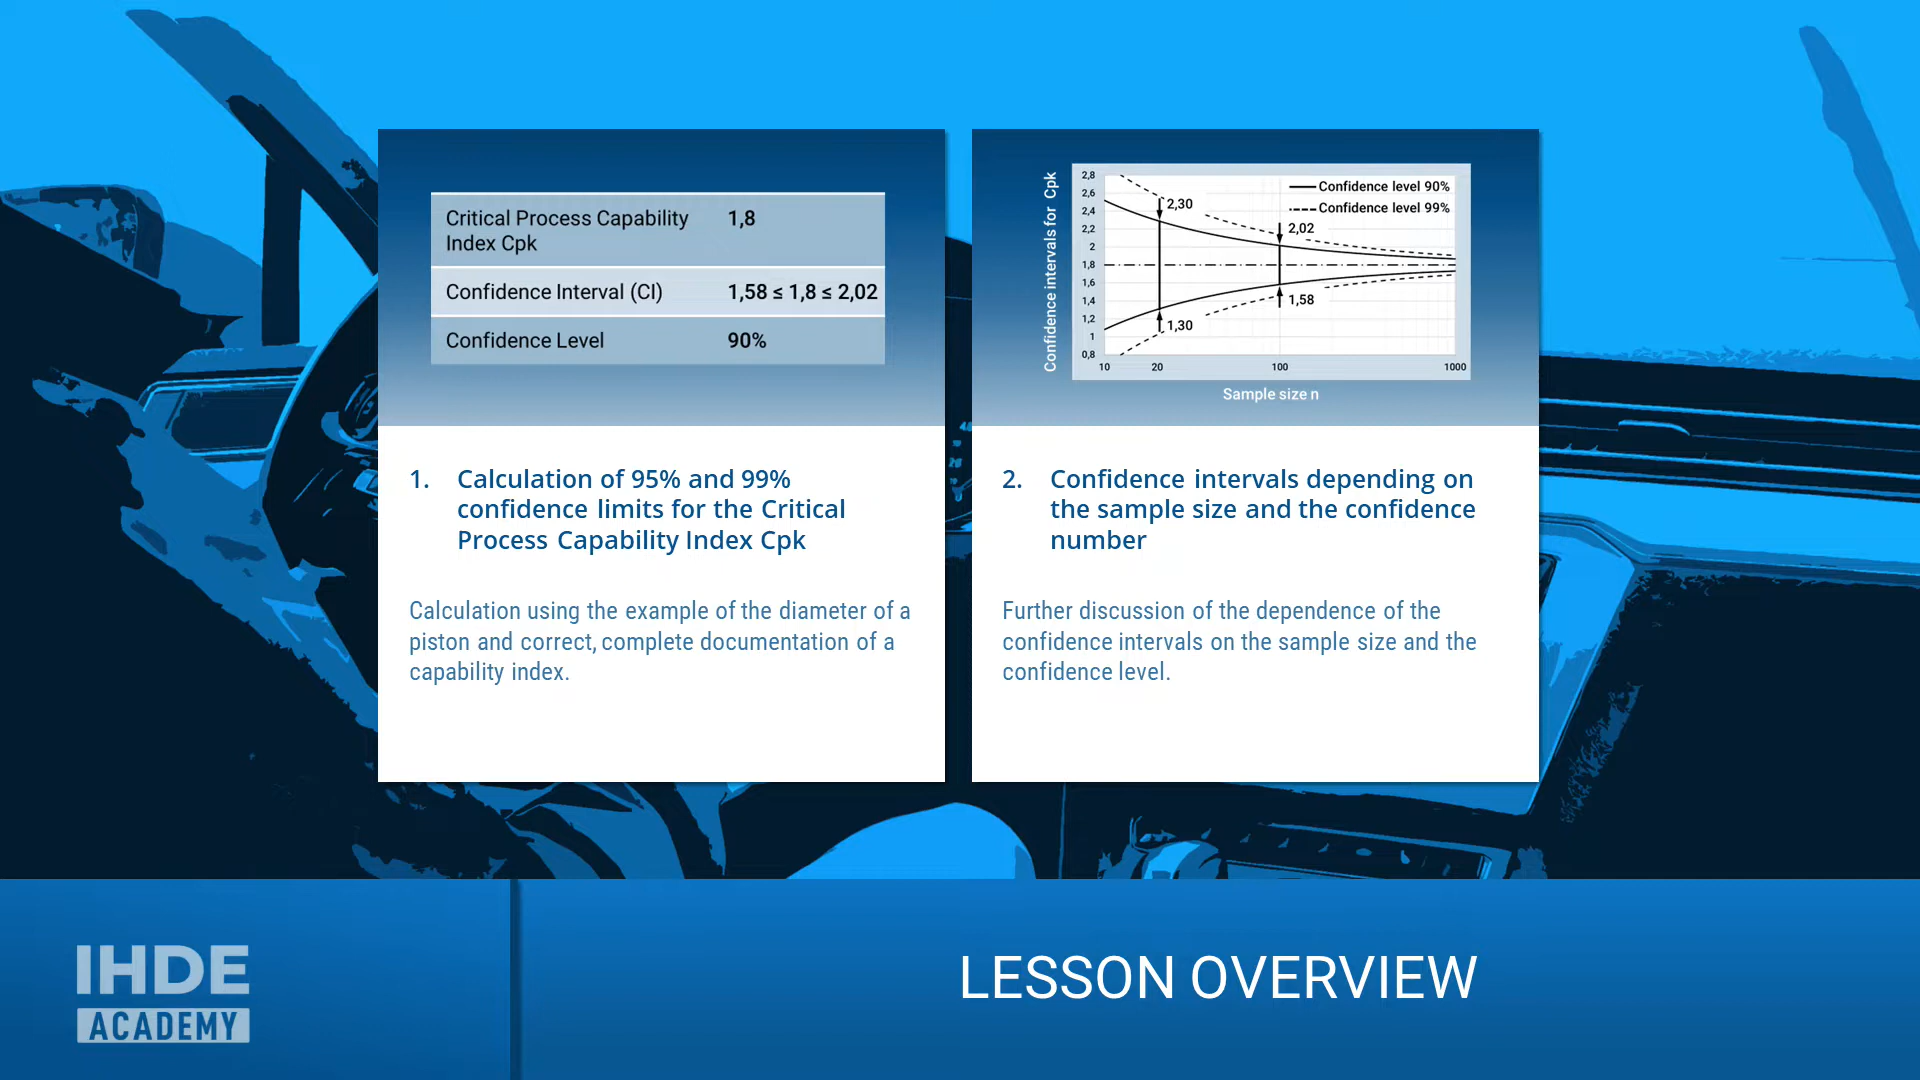 Critical Process Capability 1,8
Index Cpk
Confidence Interval (CI) 1,58 ≤ 1,8 ≤ 2,02
Confidence Level 90%
1. Calculation of 95% and 99%
confidence limits for the Critical
Process Capability Index Cpk
Calculation using the example of the diameter of a
piston and correct, complete documentation of a
capability index.
Confidence intervals for Cpk
2,8
2,6
2,4
2,2
2
1,8
1,6
1,4
1,2
1
0,8
Confidence level 90%
Confidence level 99%
2,30
2,02
1,58
1,30
10 20 100 1000
Sample size n
2. Confidence intervals depending on
the sample size and the confidence
number
Further discussion of the dependence of the
confidence intervals on the sample size and the
confidence level.
IHDE
ACADEMY
LESSON OVERVIEW